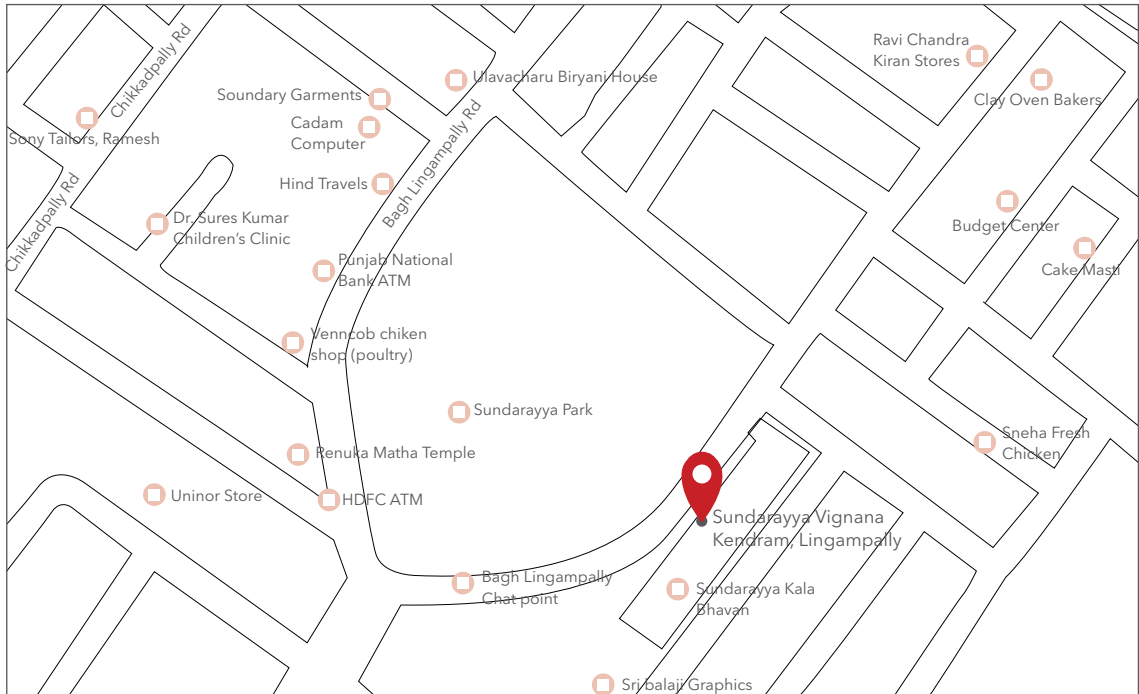 Ravi Chandra
Kiran Stores
Chikkadpally Rd
Ulavacharu Biryani House
Soundary Garments
Clay Oven Bakers
Cadam
Computer
Sony Tailors, Ramesh
Bagh Lingampally Rd
Hind Travels
Chikkadpally Rd
Dr. Sures Kumar
Children's Clinic
Budget Center
Punjab National
Bank ATM
Cake Masti
Venncob chiken
shop (poultry)
Sundarayya Park
Sneha Fresh
Chicken
Renuka Matha Temple
Uninor Store
HDFC ATM
Sundarayya Vignana
Kendram, Lingampally
Bagh Lingampally
Chat point
Sundarayya Kala
Bhavan
Sri balaji Graphics